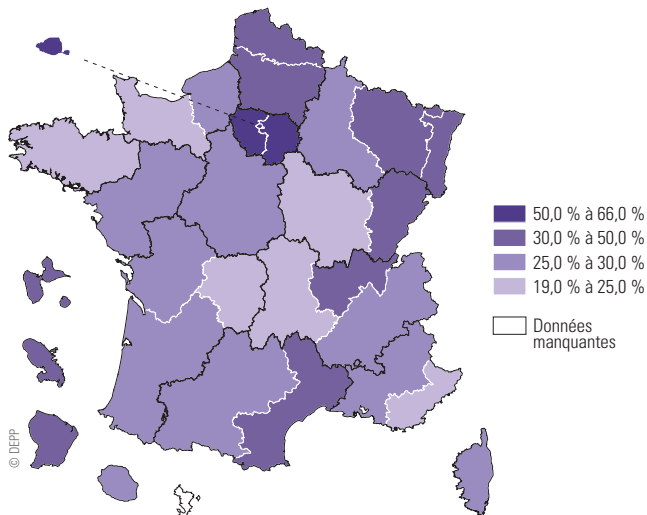 50,0 % à 66,0 %
30,0 % à 50,0 %
25,0 % à 30,0 %
19,0 % à 25,0 %
Données
manquantes
© DEPP